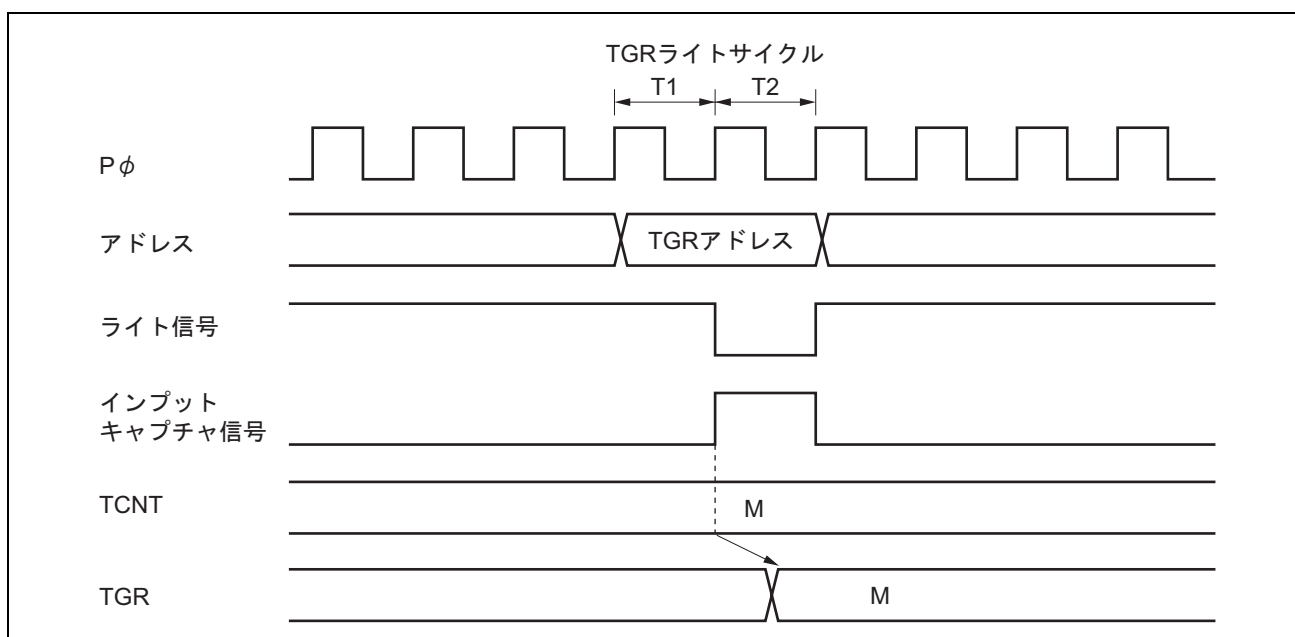 TGRライトサイクル
T1
T2
Pφ
アドレス
TGRアドレス
ライト信号
インプット
キャプチャ信号
TCNT
M
TGR
M